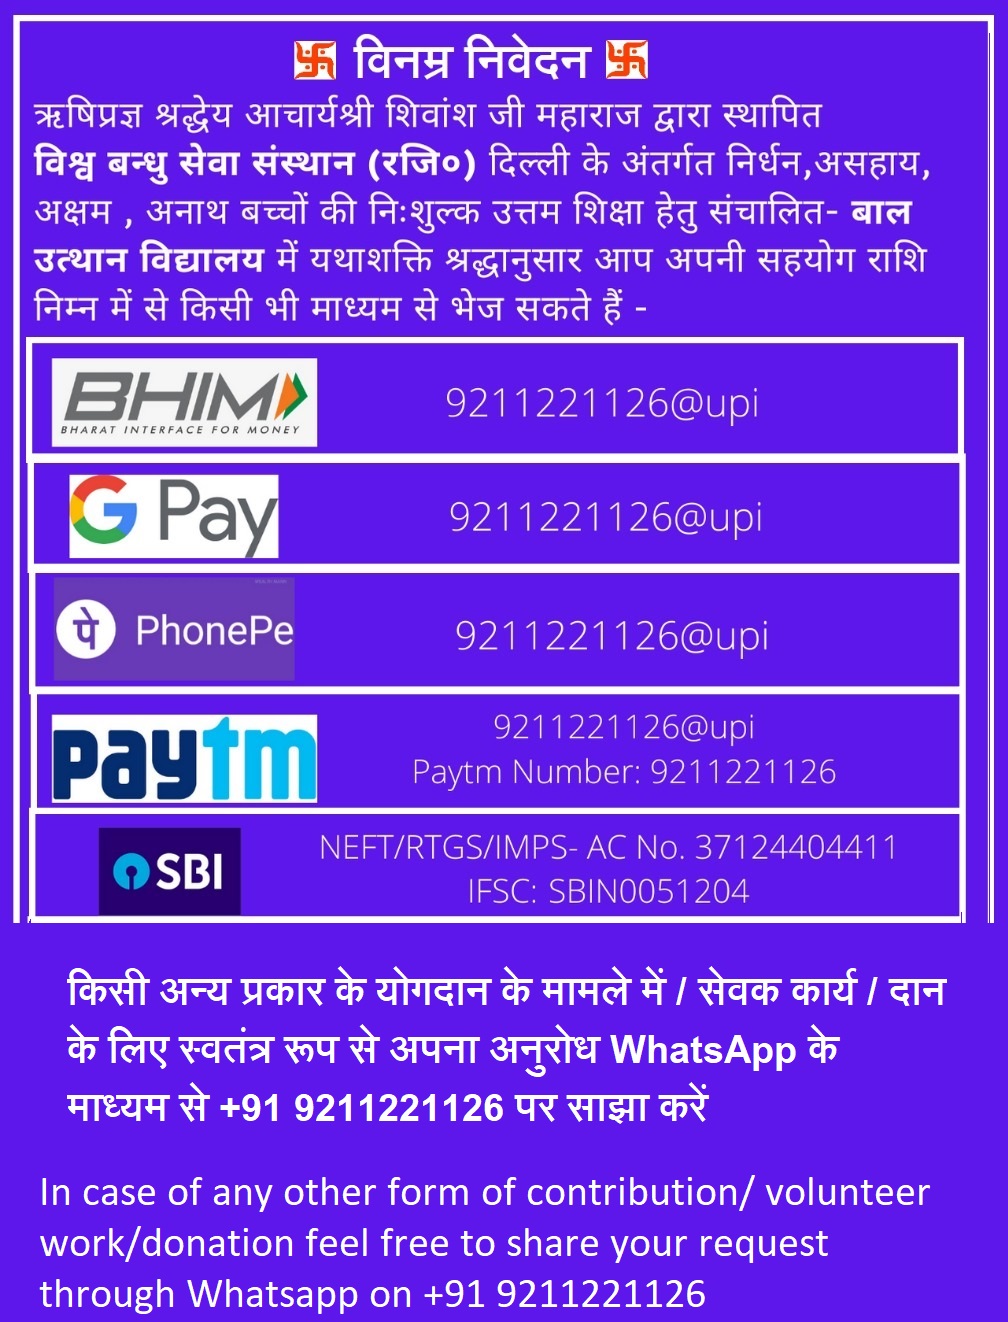 卐 विनम्र निवेदन 卐
ऋषिप्रज्ञ श्रद्धेय आचार्यश्री शिवांश जी महाराज द्वारा स्थापित
विश्व बन्धु सेवा संस्थान (रजि०) दिल्ली के अंतर्गत निर्धन,असहाय,
अक्षम , अनाथ बच्चों की निःशुल्क उत्तम शिक्षा हेतु संचालित- बाल
उत्थान विद्यालय में यथाशक्ति श्रद्धानुसार आप अपनी सहयोग राशि
निम्न में से किसी भी माध्यम से भेज सकते हैं -
BHIM
BHARAT INTERFACE FOR MONEY
9211221126@upi
G Pay
9211221126@upi
पे PhonePe
9211221126@upi
paytm
9211221126@upi
Paytm Number: 9211221126
SBI
NEFT/RTGS/IMPS- AC No. 37124404411
IFSC: SBIN0051204
किसी अन्य प्रकार के योगदान के मामले में / सेवक कार्य / दान
के लिए स्वतंत्र रूप से अपना अनुरोध WhatsApp के
माध्यम से +91 9211221126 पर साझा करें
In case of any other form of contribution/ volunteer
work/donation feel free to share your request
through Whatsapp on +91 9211221126